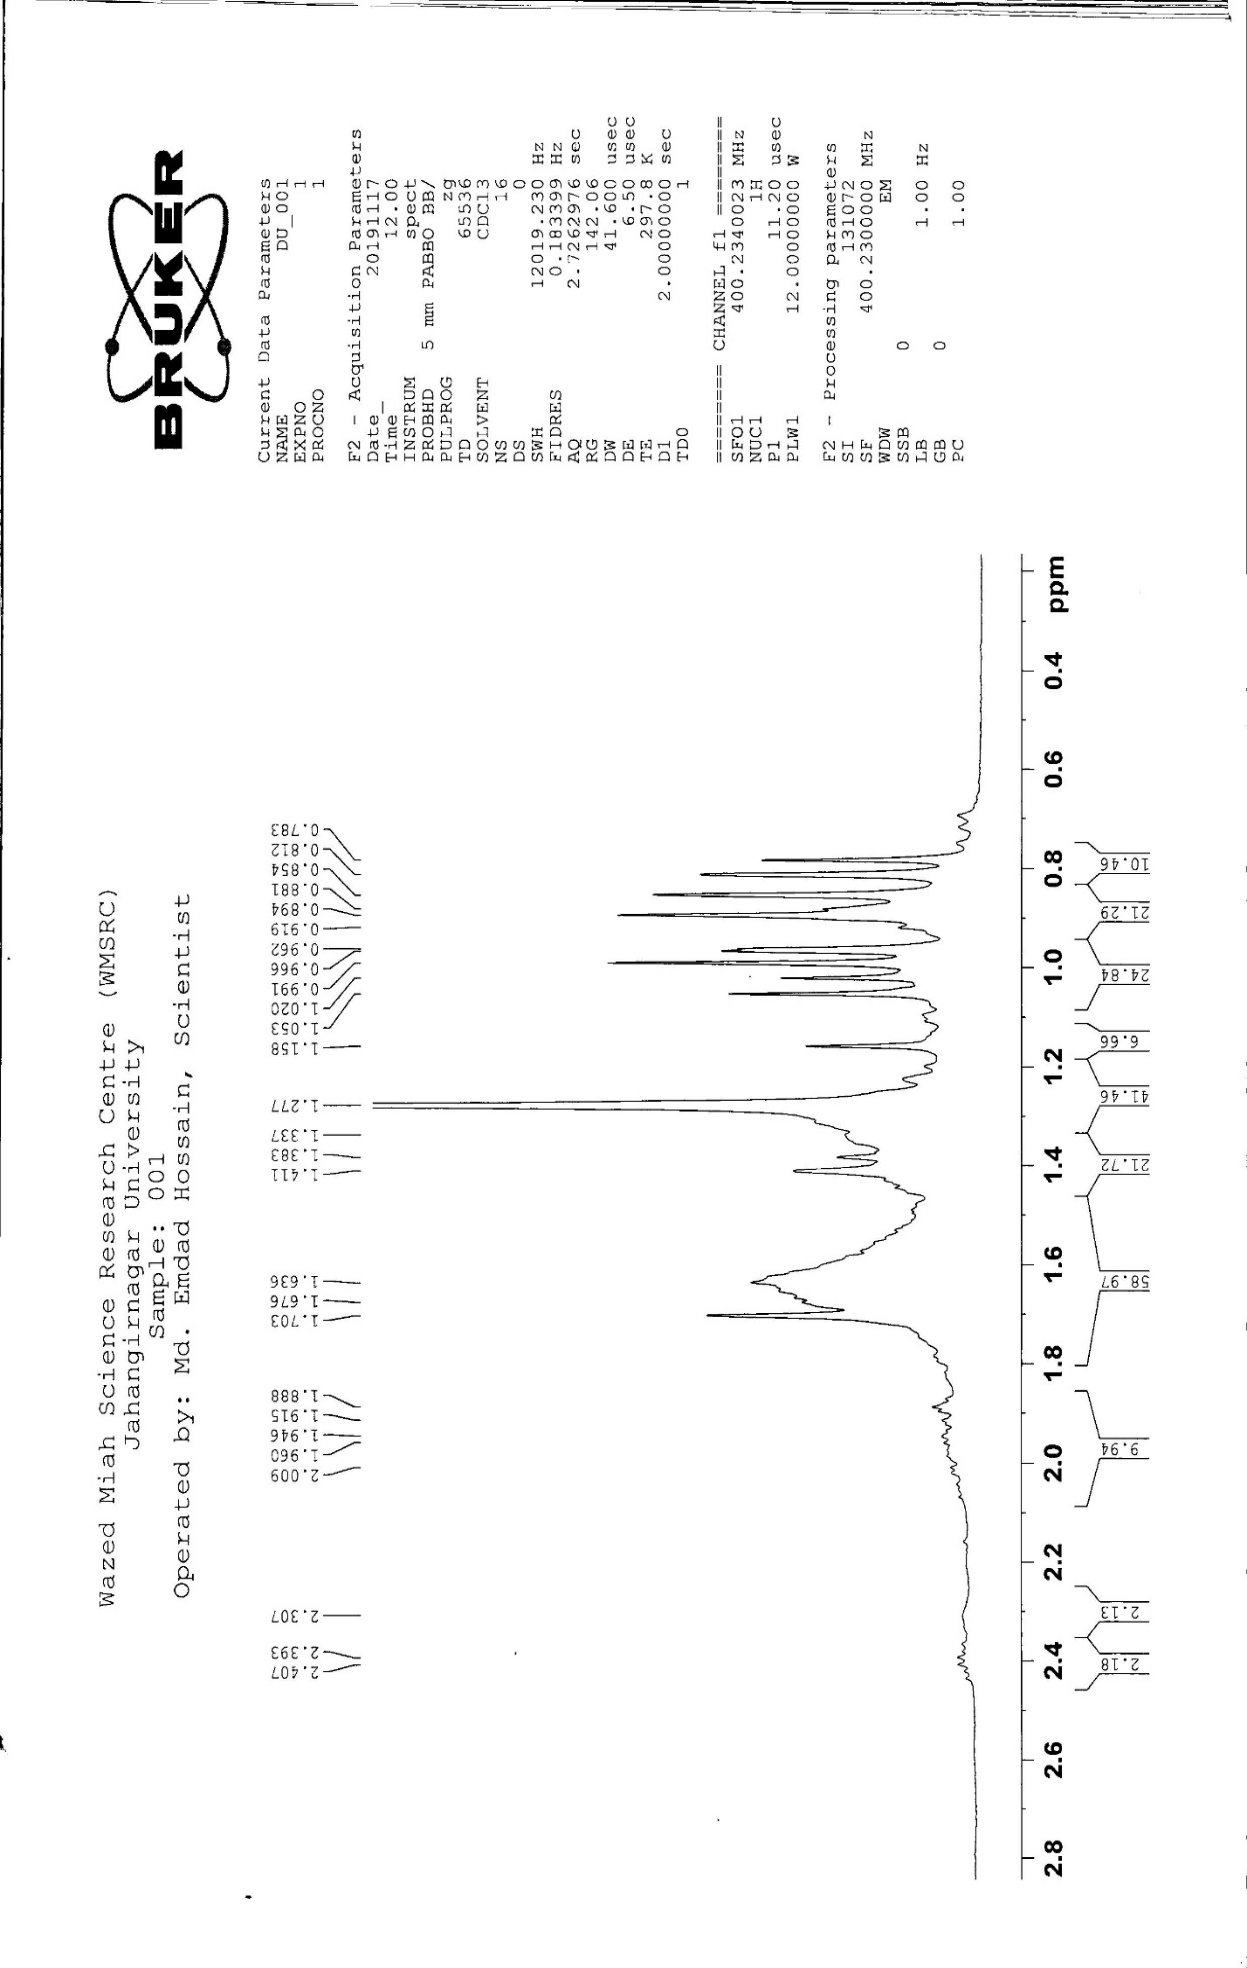 Wazed Miah Science Research Centre (WMSRC)
Jahangirnagar University
Sample: 001
Operated by: Md. Emdad Hossain, Scientist
BRUKER
Current Data Parameters
NAME DU_001
EXPNO 1
PROCNO 1
F2 - Acquisition Parameters
Date_ 20191117
Time 12.00
INSTRUM spect
PROBHD 5 mm PABBO BB/
PULPROG zg
TD 65536
SOLVENT CDCl3
NS 16
DS 0
SWH 12019.230 Hz
FIDRES 0.183399 Hz
AQ 2.7262976 sec
RG 142.06
DW 41.600 usec
DE 6.50 usec
TE 297.8 K
D1 2.00000000 sec
TD0 1
======== CHANNEL f1 ========
SFO1 400.2340023 MHz
NUC1 1H
P1 11.20 usec
PLW1 12.00000000 W
F2 - Processing parameters
SI 131072
SF 400.2300000 MHz
WDW EM
SSB 0
LB 1.00 Hz
GB 0
PC 1.00
2.407
2.393
2.307
2.009
1.960
1.946
1.915
1.888
1.703
1.676
1.636
1.411
1.383
1.337
1.277
1.158
1.053
1.020
0.991
0.966
0.962
0.919
0.894
0.881
0.854
0.812
0.783
2.8 2.6 2.4 2.2 2.0 1.8 1.6 1.4 1.2 1.0 0.8 0.6 0.4 ppm
2.18
2.13
9.94
58.97
21.72
41.46
6.66
24.84
21.29
10.46